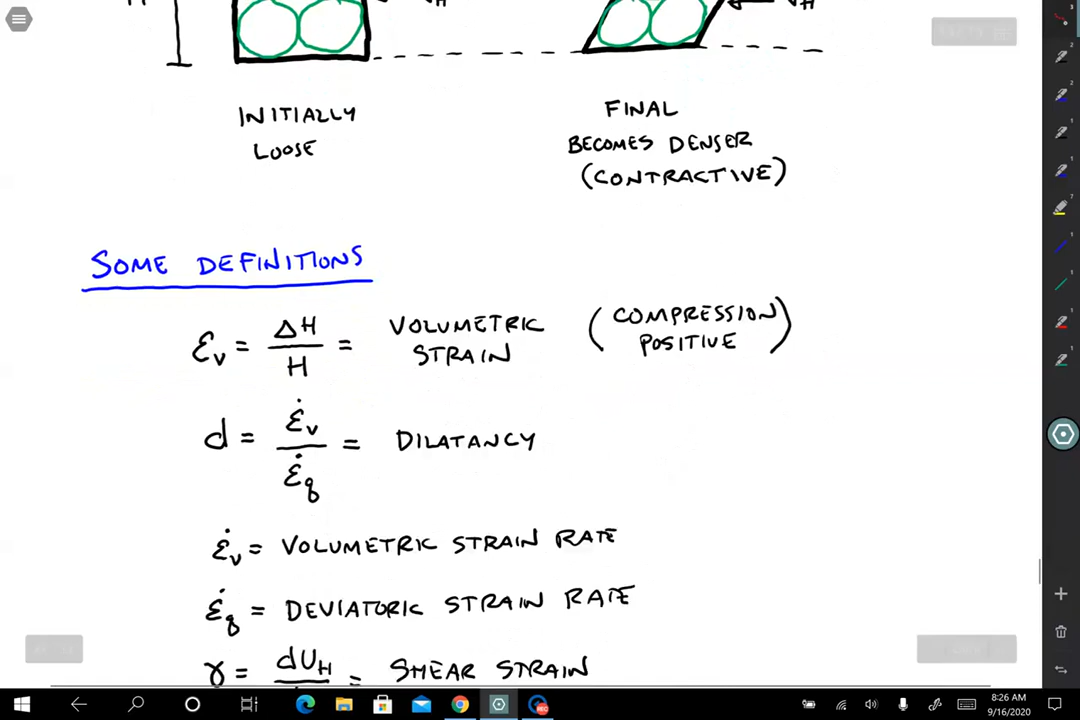 H
H
H
INITIALLY
LOOSE
FINAL
BECOMES DENSER
(CONTRACTIVE)
SOME DEFINITIONS
εv = ΔH/H = VOLUMETRIC STRAIN (COMPRESSION POSITIVE)
d = ε̇v/ε̇q = DILATANCY
ε̇v = VOLUMETRIC STRAIN RATE
ε̇q = DEVIATORIC STRAIN RATE
γ = dUH = SHEAR STRAIN
8:26 AM
9/16/2020